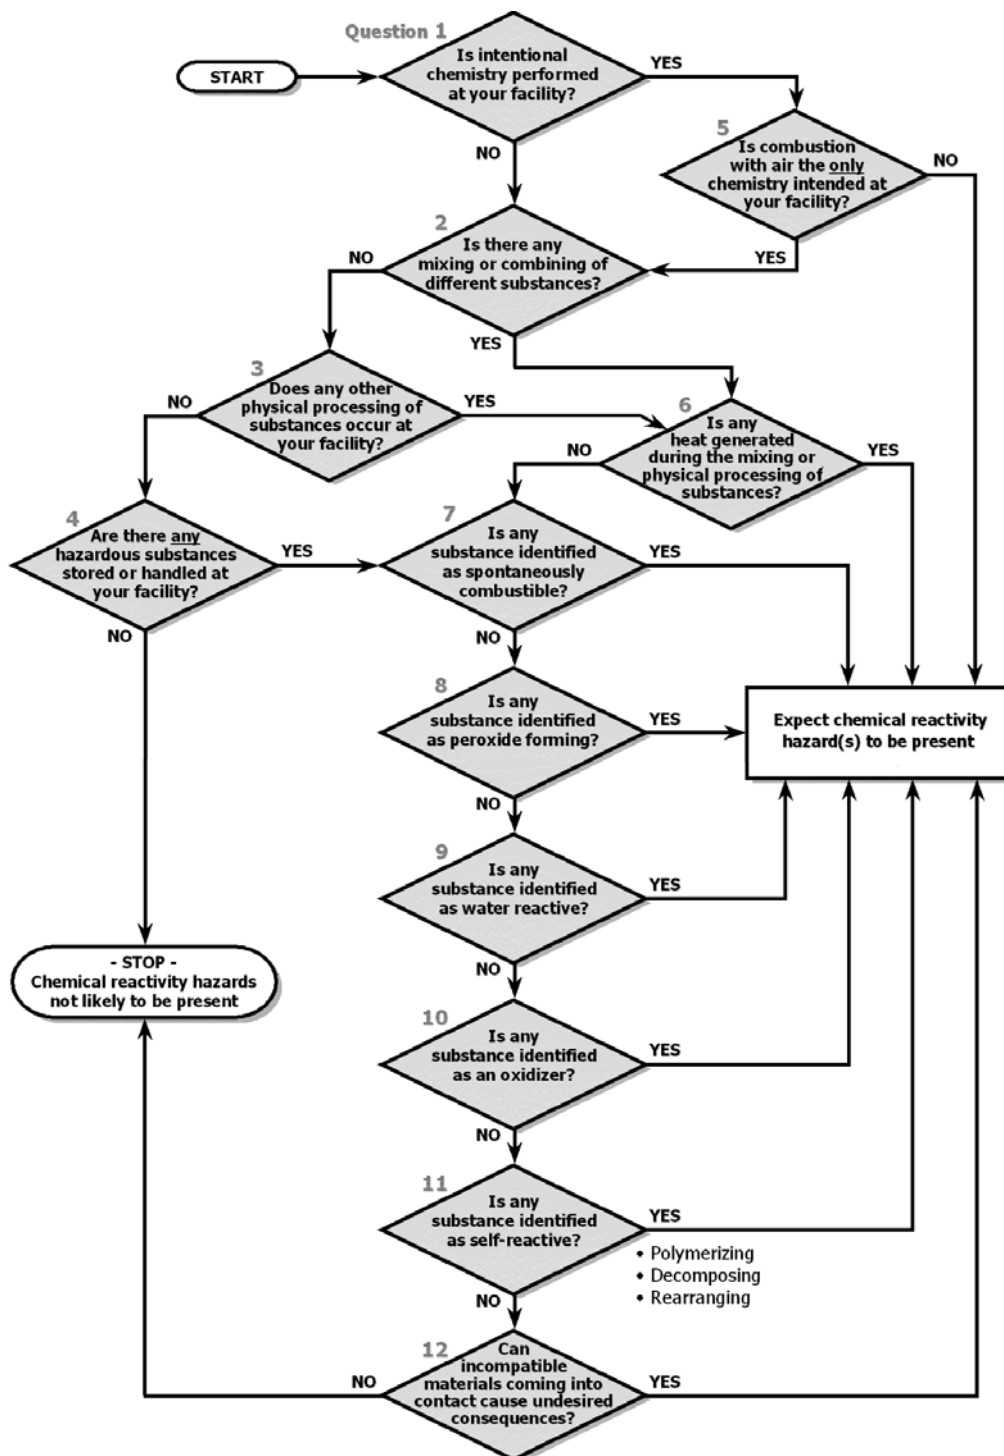 Question 1
START
Is intentional
chemistry performed
at your facility?
YES
NO
5
Is combustion
with air the only
chemistry intended at
your facility?
NO
YES
2
Is there any
mixing or combining of
different substances?
NO
YES
3
Does any other
physical processing of
substances occur at
your facility?
NO
YES
6
Is any
heat generated
during the mixing or
physical processing of
substances?
NO
YES
4
Are there any
hazardous substances
stored or handled at
your facility?
YES
NO
7
Is any
substance identified
as spontaneously
combustible?
YES
NO
8
Is any
substance identified
as peroxide forming?
YES
NO
Expect chemical reactivity
hazard(s) to be present
9
Is any
substance identified
as water reactive?
YES
NO
- STOP -
Chemical reactivity hazards
not likely to be present
10
Is any
substance identified
as an oxidizer?
YES
NO
11
Is any
substance identified
as self-reactive?
YES
• Polymerizing
• Decomposing
• Rearranging
NO
12
Can
incompatible
materials coming into
contact cause undesired
consequences?
NO
YES